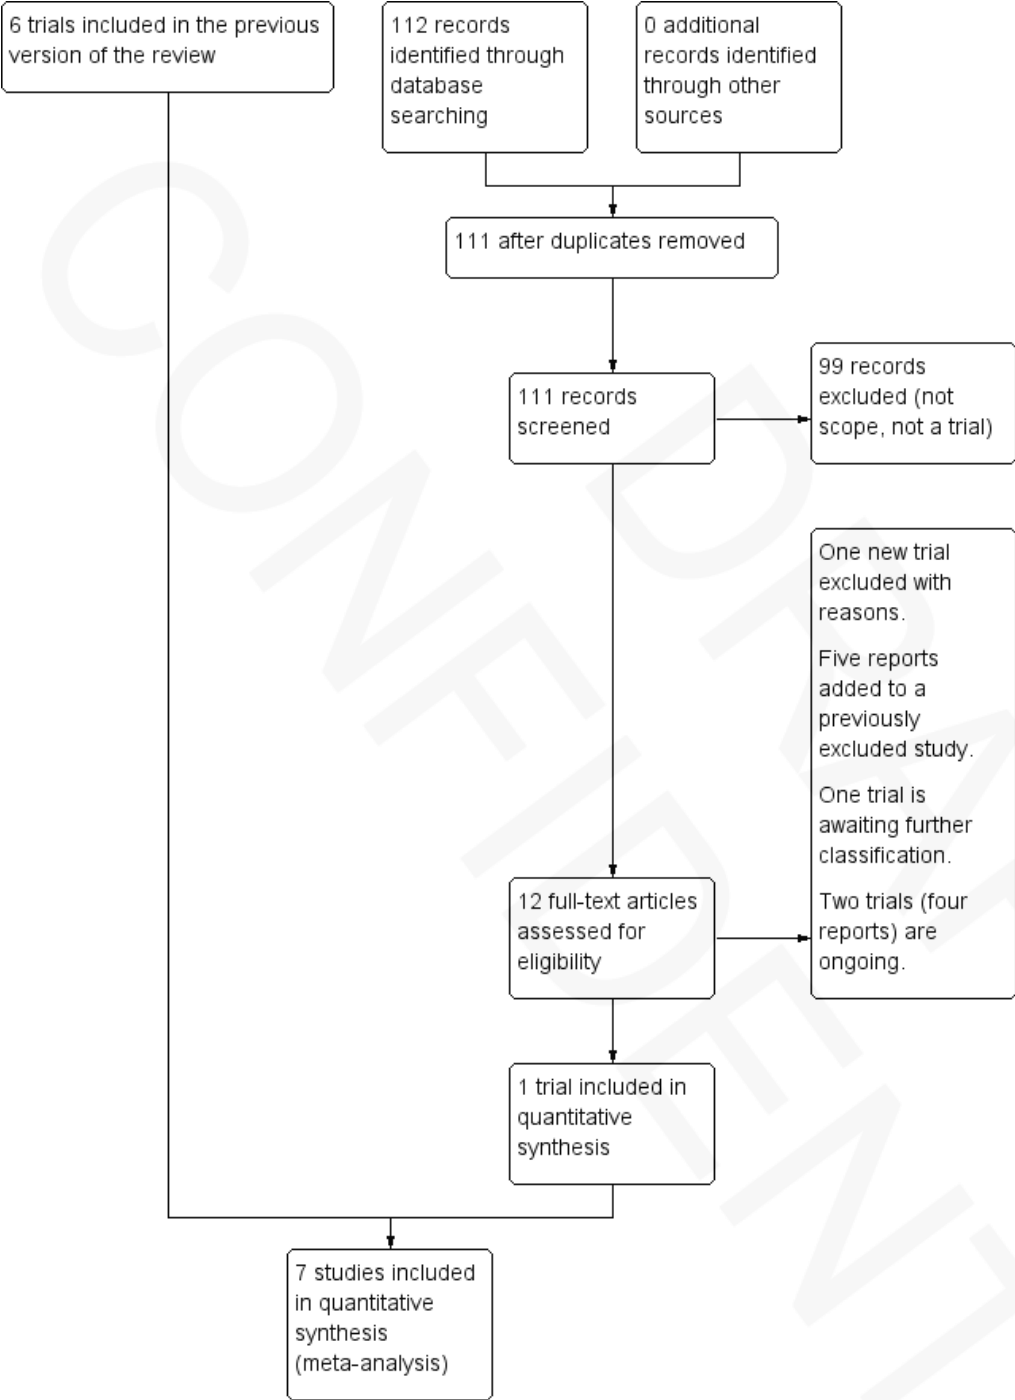 6 trials included in the previous
version of the review
112 records
identified through
database
searching
0 additional
records identified
through other
sources
111 after duplicates removed
111 records
screened
99 records
excluded (not
scope, not a trial)
One new trial
excluded with
reasons.
Five reports
added to a
previously
excluded study.
One trial is
awaiting further
classification.
Two trials (four
reports) are
ongoing.
12 full-text articles
assessed for
eligibility
1 trial included in
quantitative
synthesis
7 studies included
in quantitative
synthesis
(meta-analysis)